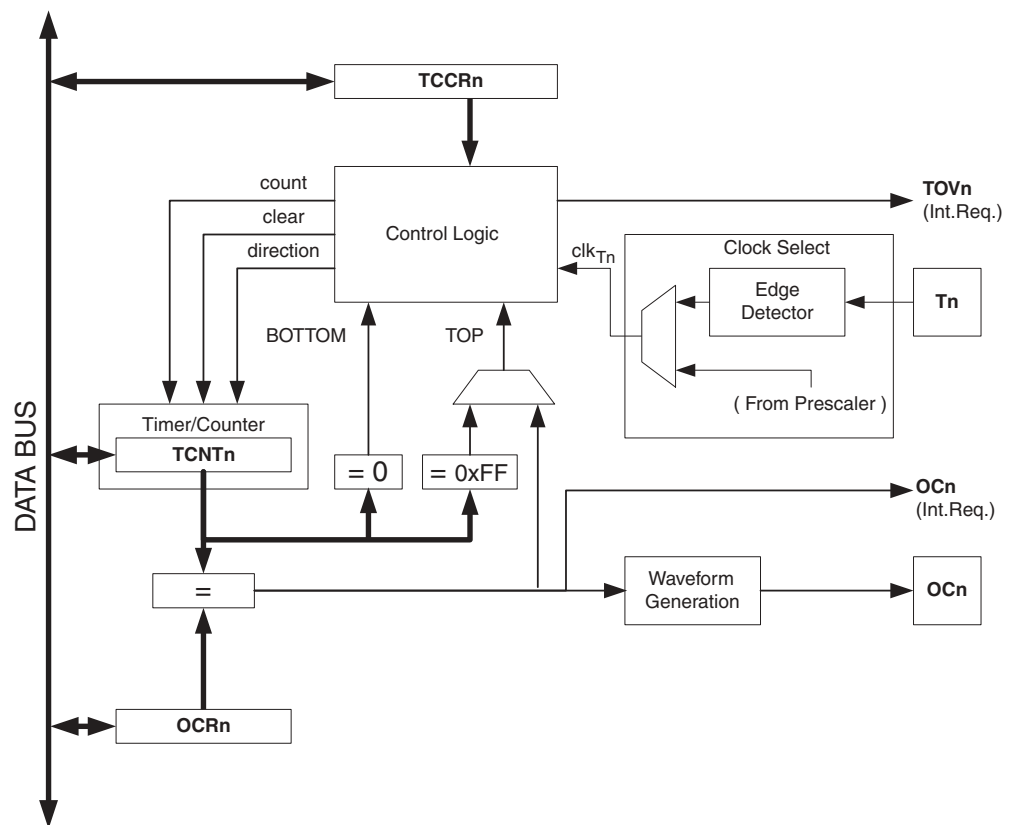 TCCRn
count
clear
direction
Control Logic
TOVn
(Int.Req.)
clkTn
Clock Select
Edge
Detector
Tn
BOTTOM
TOP
( From Prescaler )
Timer/Counter
TCNTn
= 0
= 0xFF
DATA BUS
OCn
(Int.Req.)
=
Waveform
Generation
OCn
OCRn